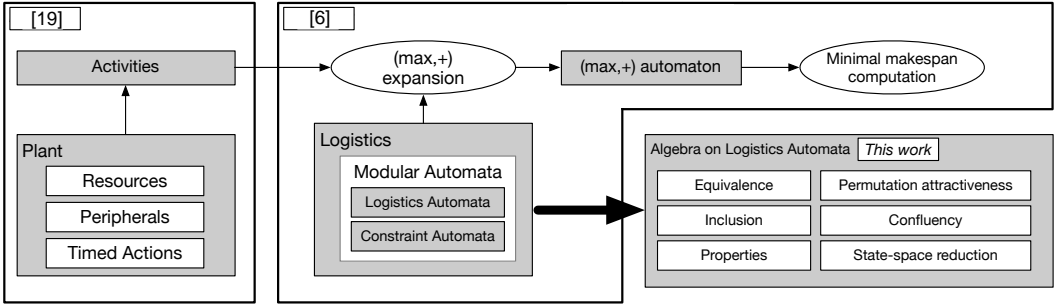 [19]
Activities
Plant
Resources
Peripherals
Timed Actions
[6]
(max,+)
expansion
(max,+) automaton
Minimal makespan
computation
Logistics
Modular Automata
Logistics Automata
Constraint Automata
Algebra on Logistics Automata This work
Equivalence
Permutation attractiveness
Inclusion
Confluency
Properties
State-space reduction